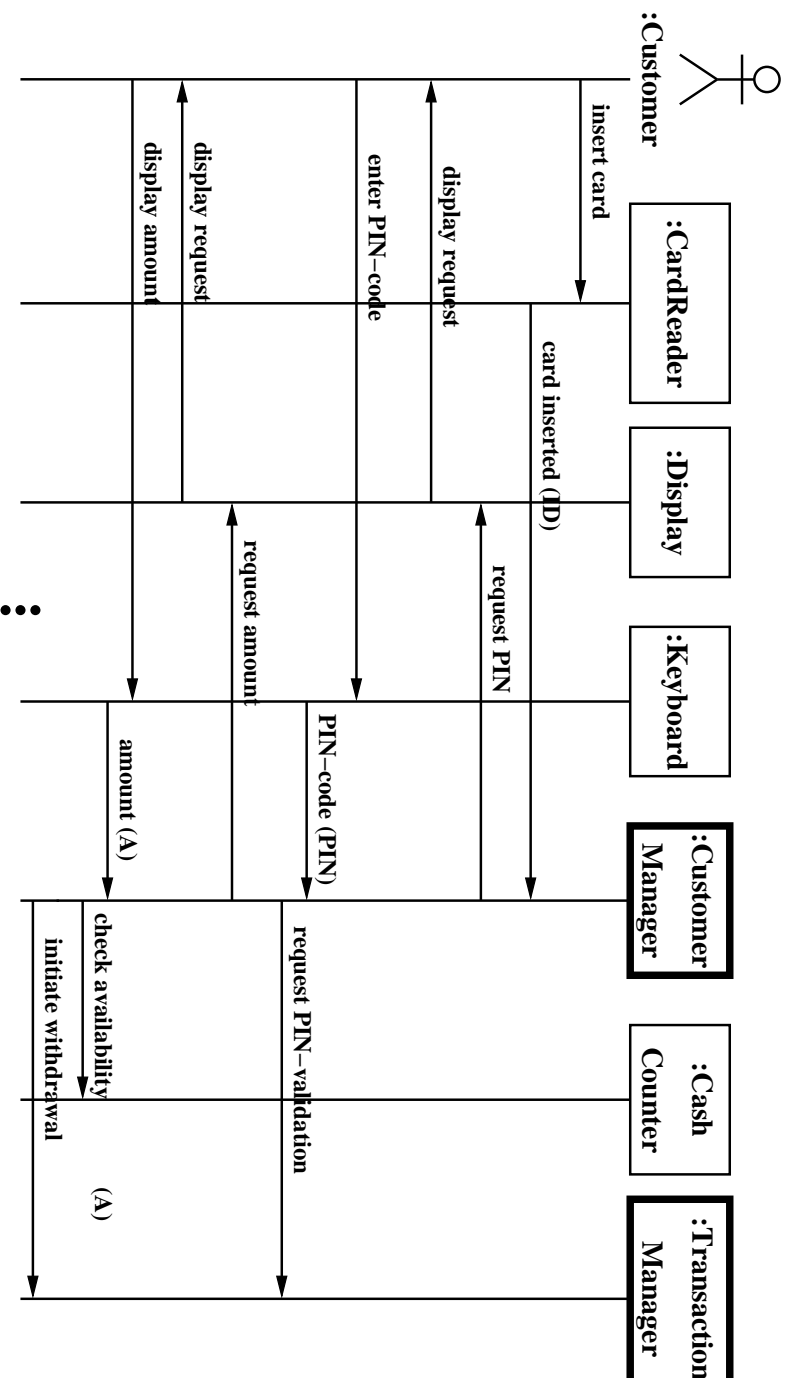 :Customer
:CardReader
:Display
:Keyboard
:Customer
Manager
:Cash
Counter
:Transaction
Manager
insert card
card inserted (ID)
request PIN
display request
enter PIN−code
PIN−code (PIN)
request PIN−validation
request amount
display request
display amount
amount (A)
check availability (A)
initiate withdrawal